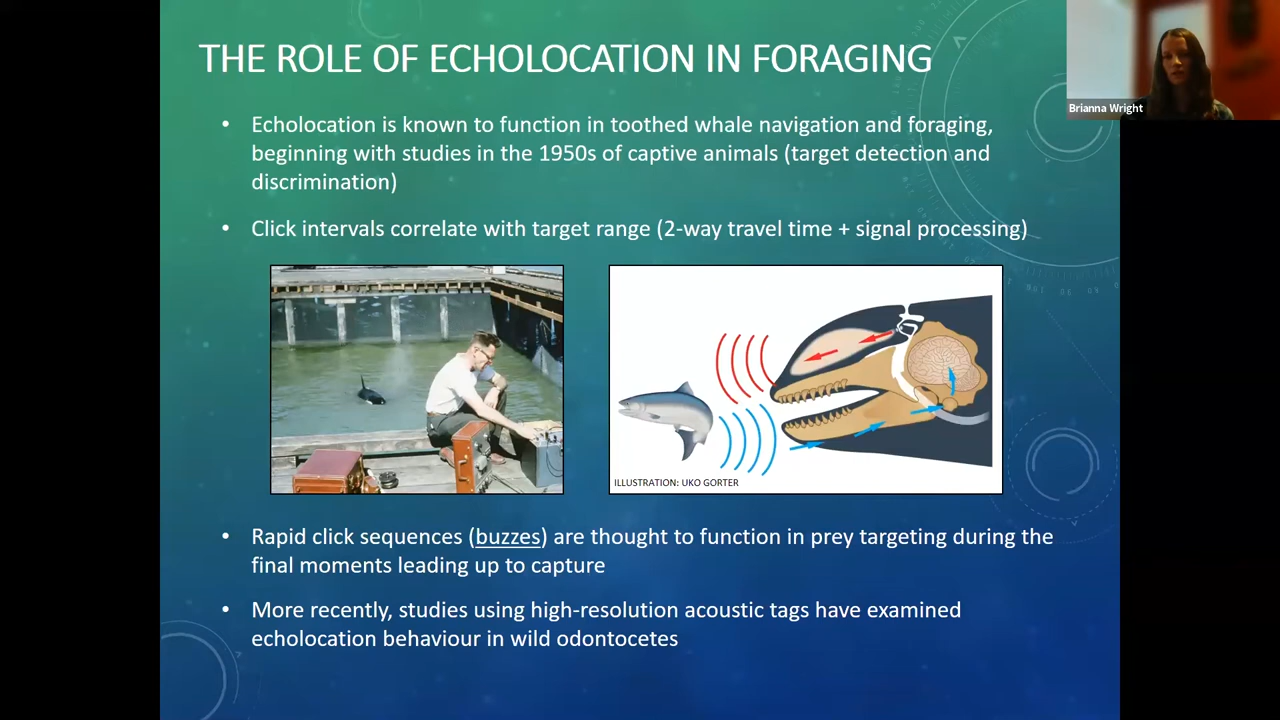 THE ROLE OF ECHOLOCATION IN FORAGING
Brianna Wright
• Echolocation is known to function in toothed whale navigation and foraging,
beginning with studies in the 1950s of captive animals (target detection and
discrimination)
• Click intervals correlate with target range (2-way travel time + signal processing)
ILLUSTRATION: UKO GORTER
• Rapid click sequences (buzzes) are thought to function in prey targeting during the
final moments leading up to capture
• More recently, studies using high-resolution acoustic tags have examined
echolocation behaviour in wild odontocetes